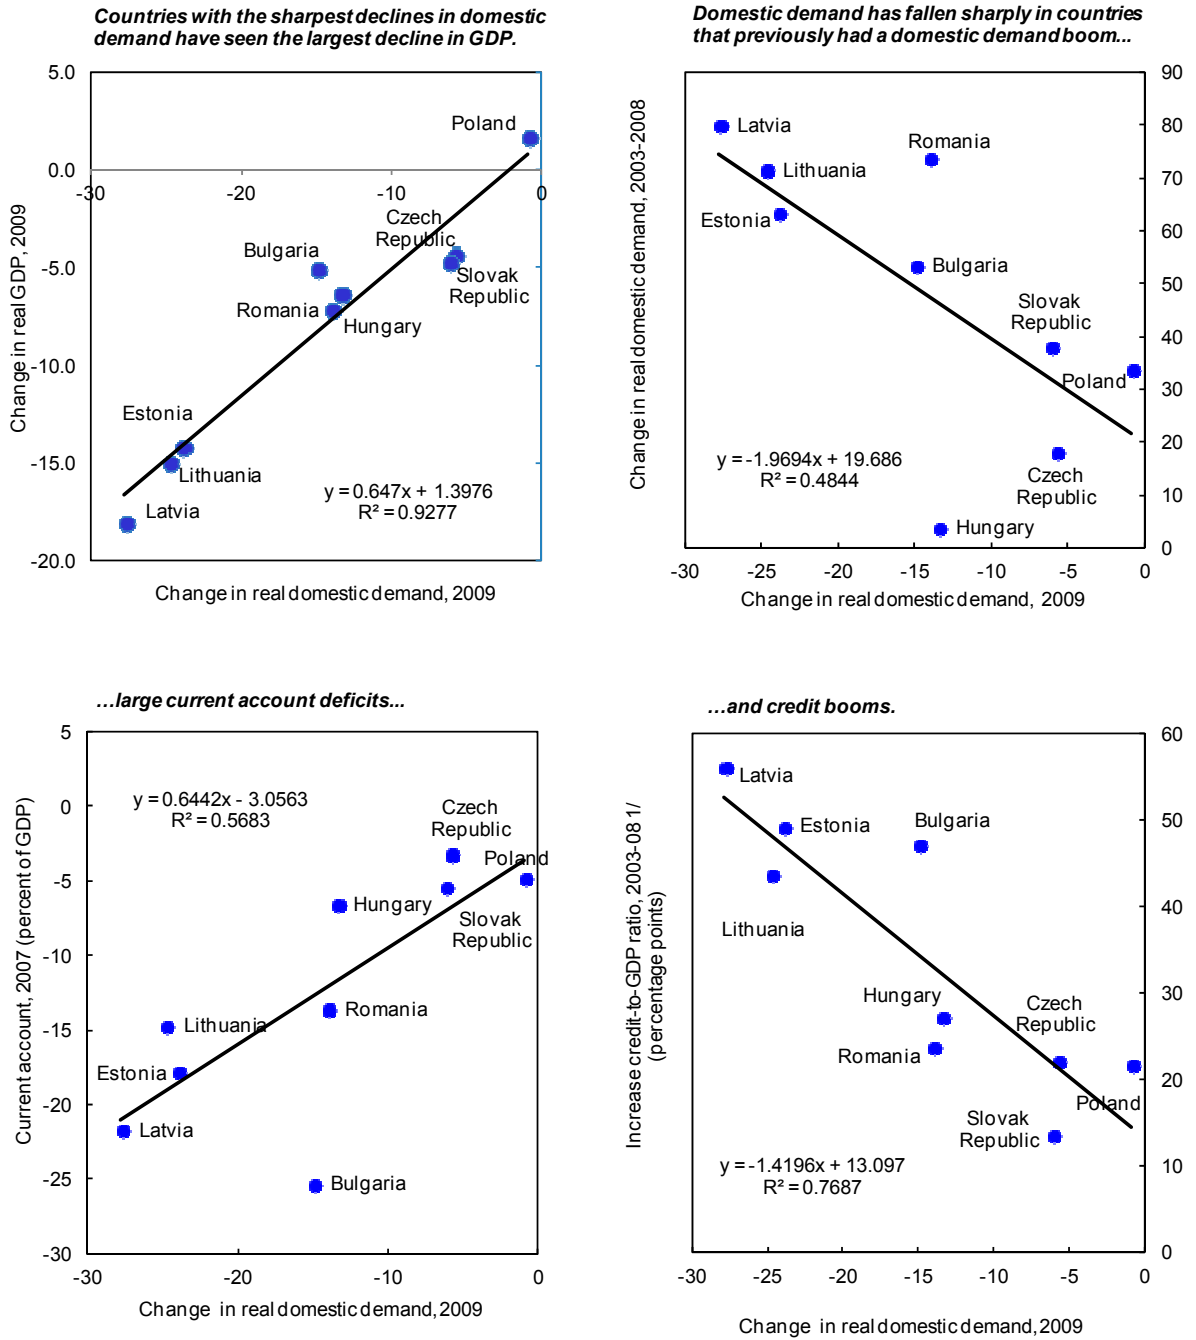 Countries with the sharpest declines in domestic
demand have seen the largest decline in GDP.
5.0
0.0
-5.0
-10.0
-15.0
-20.0
-30
-20
-10
0
Change in real GDP, 2009
Poland
Czech
Republic
Bulgaria
Slovak
Republic
Romania
Hungary
Estonia
Lithuania
Latvia
y = 0.647x + 1.3976
R² = 0.9277
Change in real domestic demand, 2009
Domestic demand has fallen sharply in countries
that previously had a domestic demand boom...
Change in real domestic demand, 2003-2008
90
80
70
60
50
40
30
20
10
0
Latvia
Romania
Lithuania
Estonia
Bulgaria
Slovak
Republic
Poland
y = -1.9694x + 19.686
R² = 0.4844
Czech
Republic
Hungary
-30
-25
-20
-15
-10
-5
0
Change in real domestic demand, 2009
...large current account deficits...
Current account, 2007 (percent of GDP)
5
0
-5
-10
-15
-20
-25
-30
y = 0.6442x - 3.0563
R² = 0.5683
Czech
Republic
Poland
Hungary
Slovak
Republic
Romania
Lithuania
Estonia
Latvia
Bulgaria
-30
-20
-10
0
Change in real domestic demand, 2009
...and credit booms.
Increase credit-to-GDP ratio, 2003-08 1/
(percentage points)
60
50
40
30
20
10
0
Latvia
Estonia
Bulgaria
Lithuania
Hungary
Czech
Republic
Romania
Poland
Slovak
Republic
y = -1.4196x + 13.097
R² = 0.7687
-30
-25
-20
-15
-10
-5
0
Change in real domestic demand, 2009